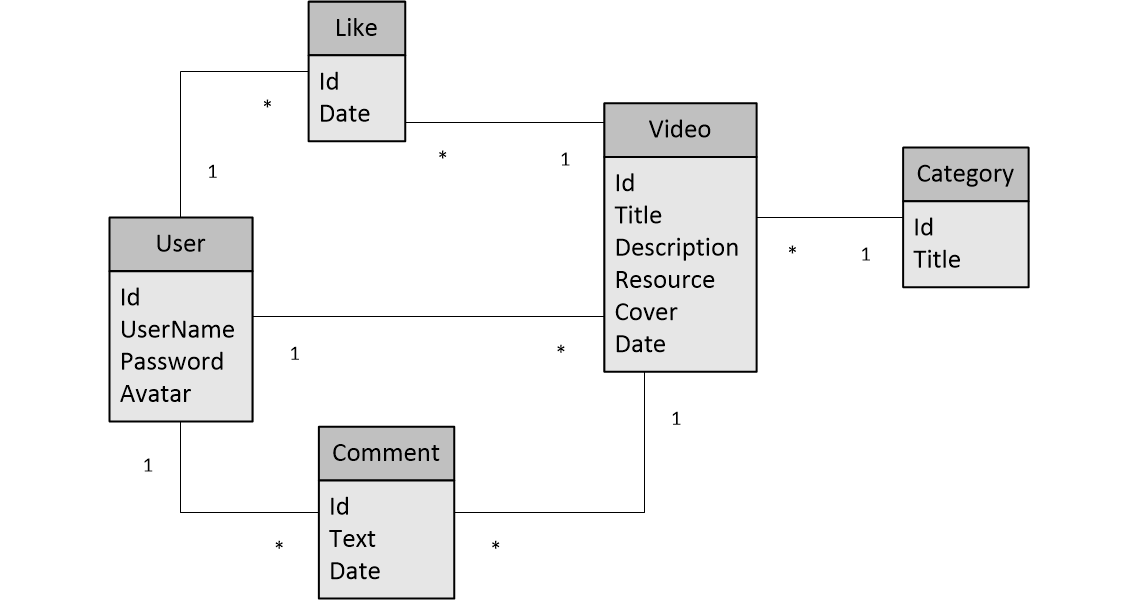 Like
Id
Date
*
1
*
1
Video
Id
Title
Description
Resource
Cover
Date
Category
Id
Title
*
1
User
Id
UserName
Password
Avatar
1
*
1
1
Comment
Id
Text
Date
*
*